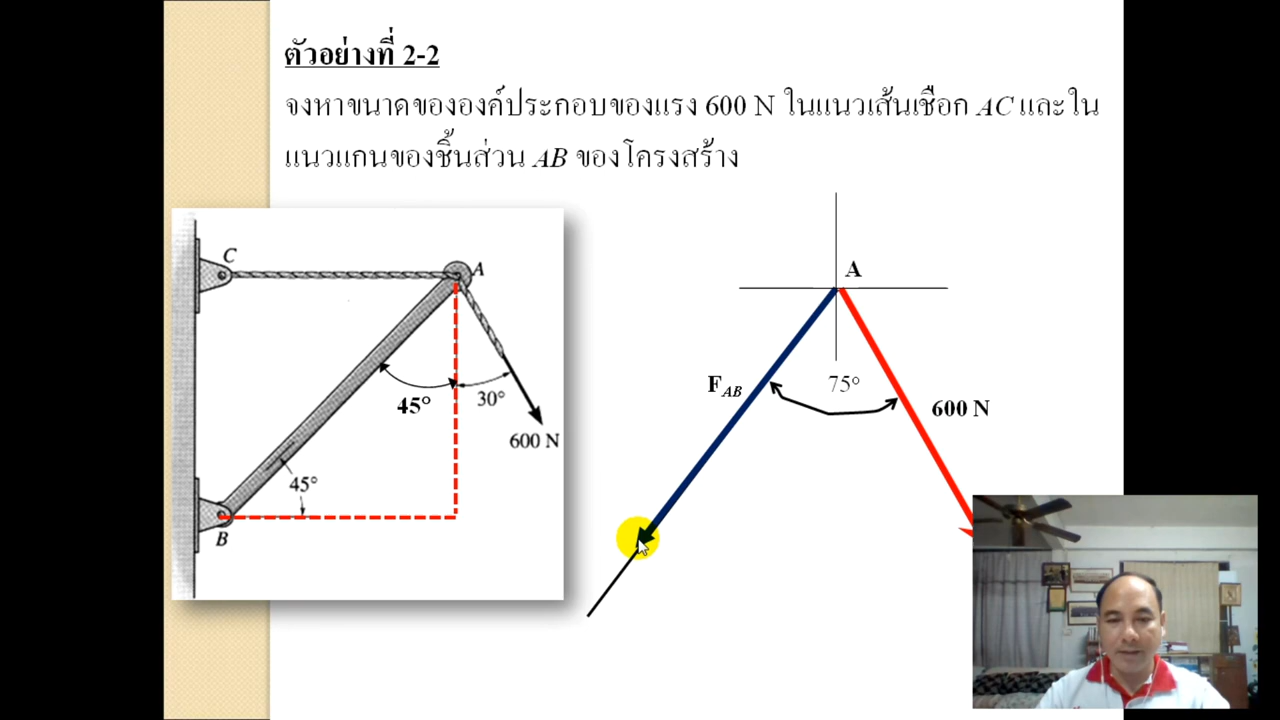 ตัวอย่างที่ 2-2
จงหาขนาดขององค์ประกอบของแรง 600 N ในแนวเส้นเชือก AC และใน
แนวแกนของชิ้นส่วน AB ของโครงสร้าง
C
A
45°
30°
600 N
45°
B
A
F_AB
75°
600 N